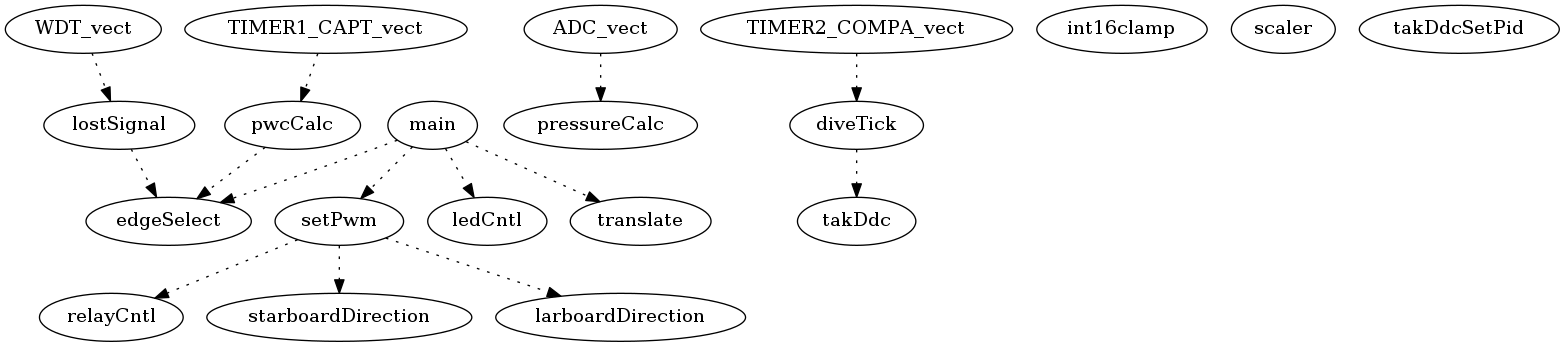 WDT_vect
TIMER1_CAPT_vect
ADC_vect
TIMER2_COMPA_vect
int16clamp
scaler
takDdcSetPid
lostSignal
pwcCalc
main
pressureCalc
diveTick
edgeSelect
setPwm
ledCntl
translate
takDdc
relayCntl
starboardDirection
larboardDirection